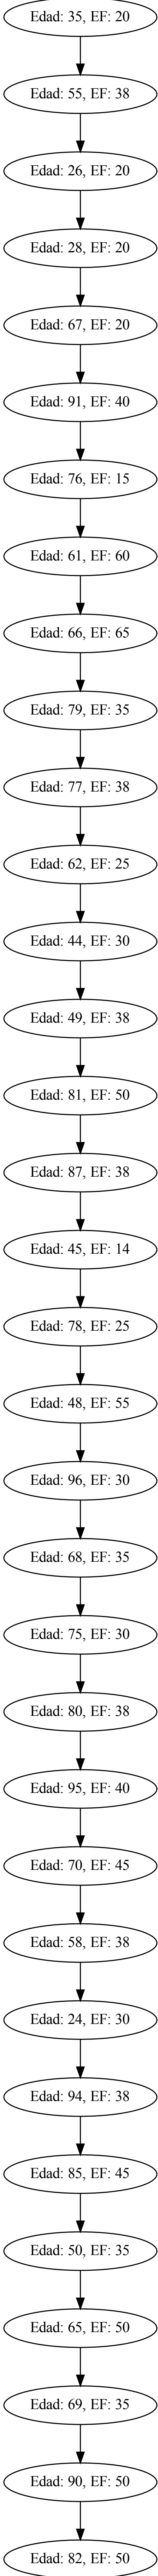 Edad: 35, EF: 20
Edad: 55, EF: 38
Edad: 26, EF: 20
Edad: 28, EF: 20
Edad: 67, EF: 20
Edad: 91, EF: 40
Edad: 76, EF: 15
Edad: 61, EF: 60
Edad: 66, EF: 65
Edad: 79, EF: 35
Edad: 77, EF: 38
Edad: 62, EF: 25
Edad: 44, EF: 30
Edad: 49, EF: 38
Edad: 81, EF: 50
Edad: 87, EF: 38
Edad: 45, EF: 14
Edad: 78, EF: 25
Edad: 48, EF: 55
Edad: 96, EF: 30
Edad: 68, EF: 35
Edad: 75, EF: 30
Edad: 80, EF: 38
Edad: 95, EF: 40
Edad: 70, EF: 45
Edad: 58, EF: 38
Edad: 24, EF: 30
Edad: 94, EF: 38
Edad: 85, EF: 45
Edad: 50, EF: 35
Edad: 65, EF: 50
Edad: 69, EF: 35
Edad: 90, EF: 50
Edad: 82, EF: 50